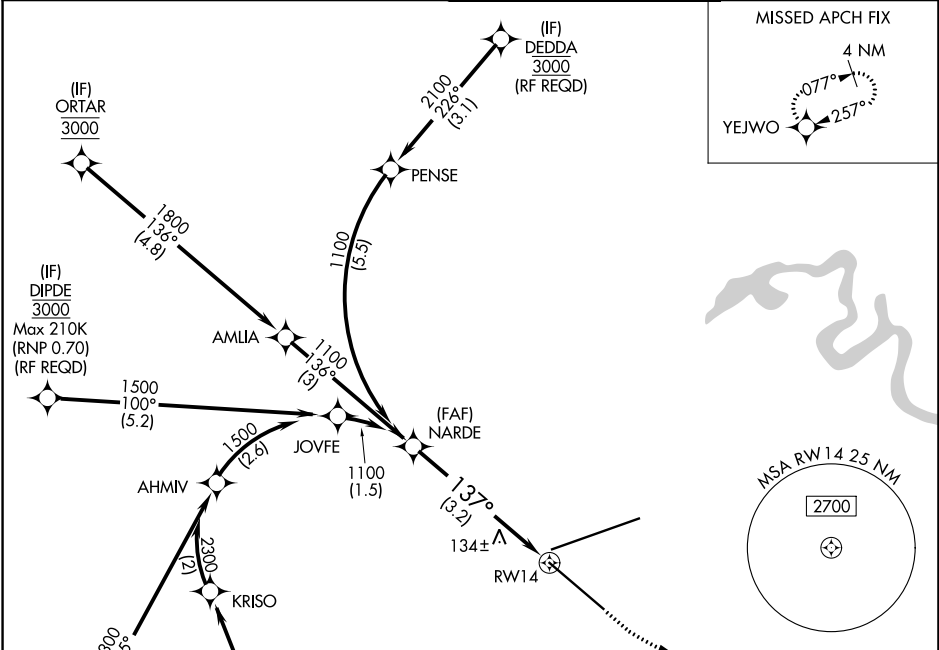 MISSED APCH FIX
4 NM
077°
257°
YEJWO
(IF)
DEDDA
3000
(RF REQD)
2100
226°
(3.1)
PENSE
(IF)
ORTAR
3000
1800
136°
(4.8)
1100
(5.5)
(IF)
DIPDE
3000
Max 210K
(RNP 0.70)
(RF REQD)
AMLIA
1100
136°
(3)
1500
100°
(5.2)
(FAF)
NARDE
JOVFE
1500
(2.6)
1100
(1.5)
AHMIV
137°
(3.2)
134±
RW14
2300
(2)
KRISO
MSA RW14 25 NM
2700